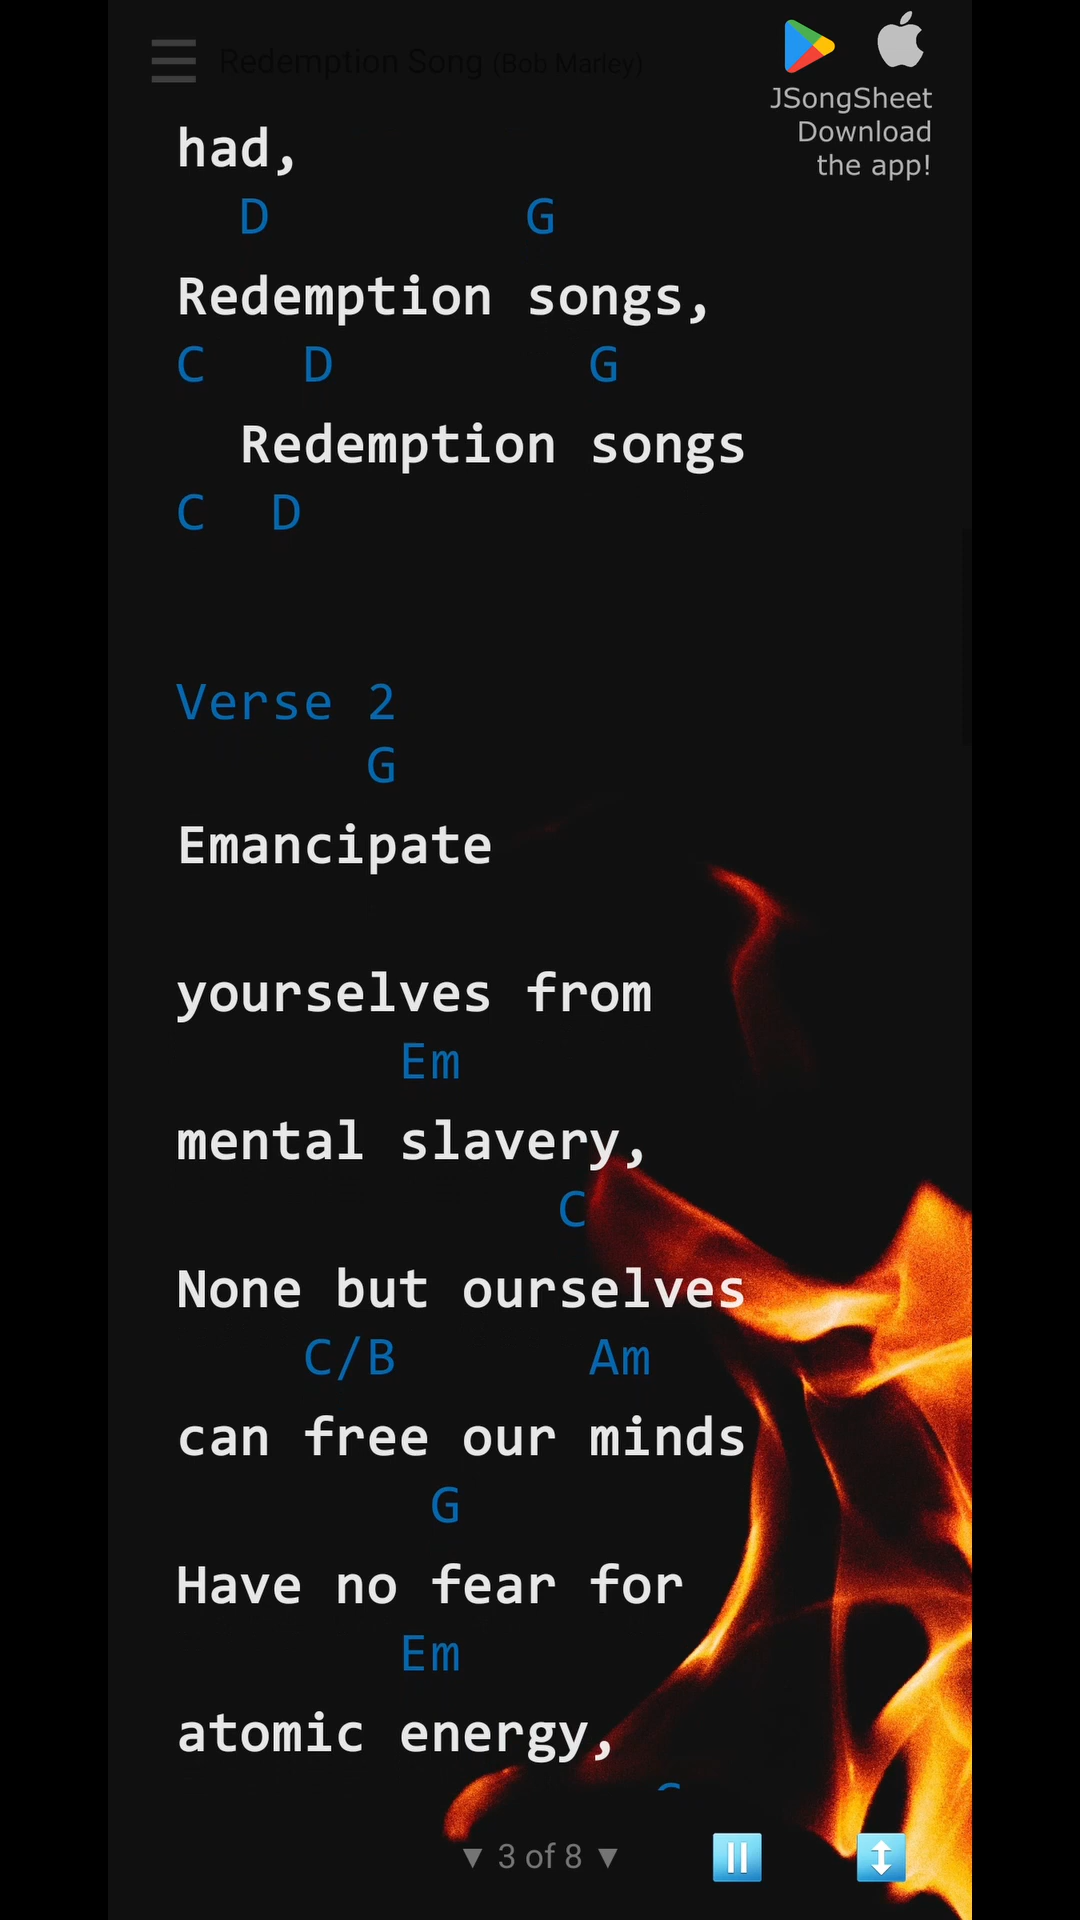 Redemption Song (Bob Marley)
JSongSheet
Download
the app!
had,
D G
Redemption songs,
C D G
Redemption songs
C D
Verse 2
G
Emancipate
yourselves from
Em
mental slavery,
C
None but ourselves
C/B Am
can free our minds
G
Have no fear for
Em
atomic energy,
▼ 3 of 8 ▼